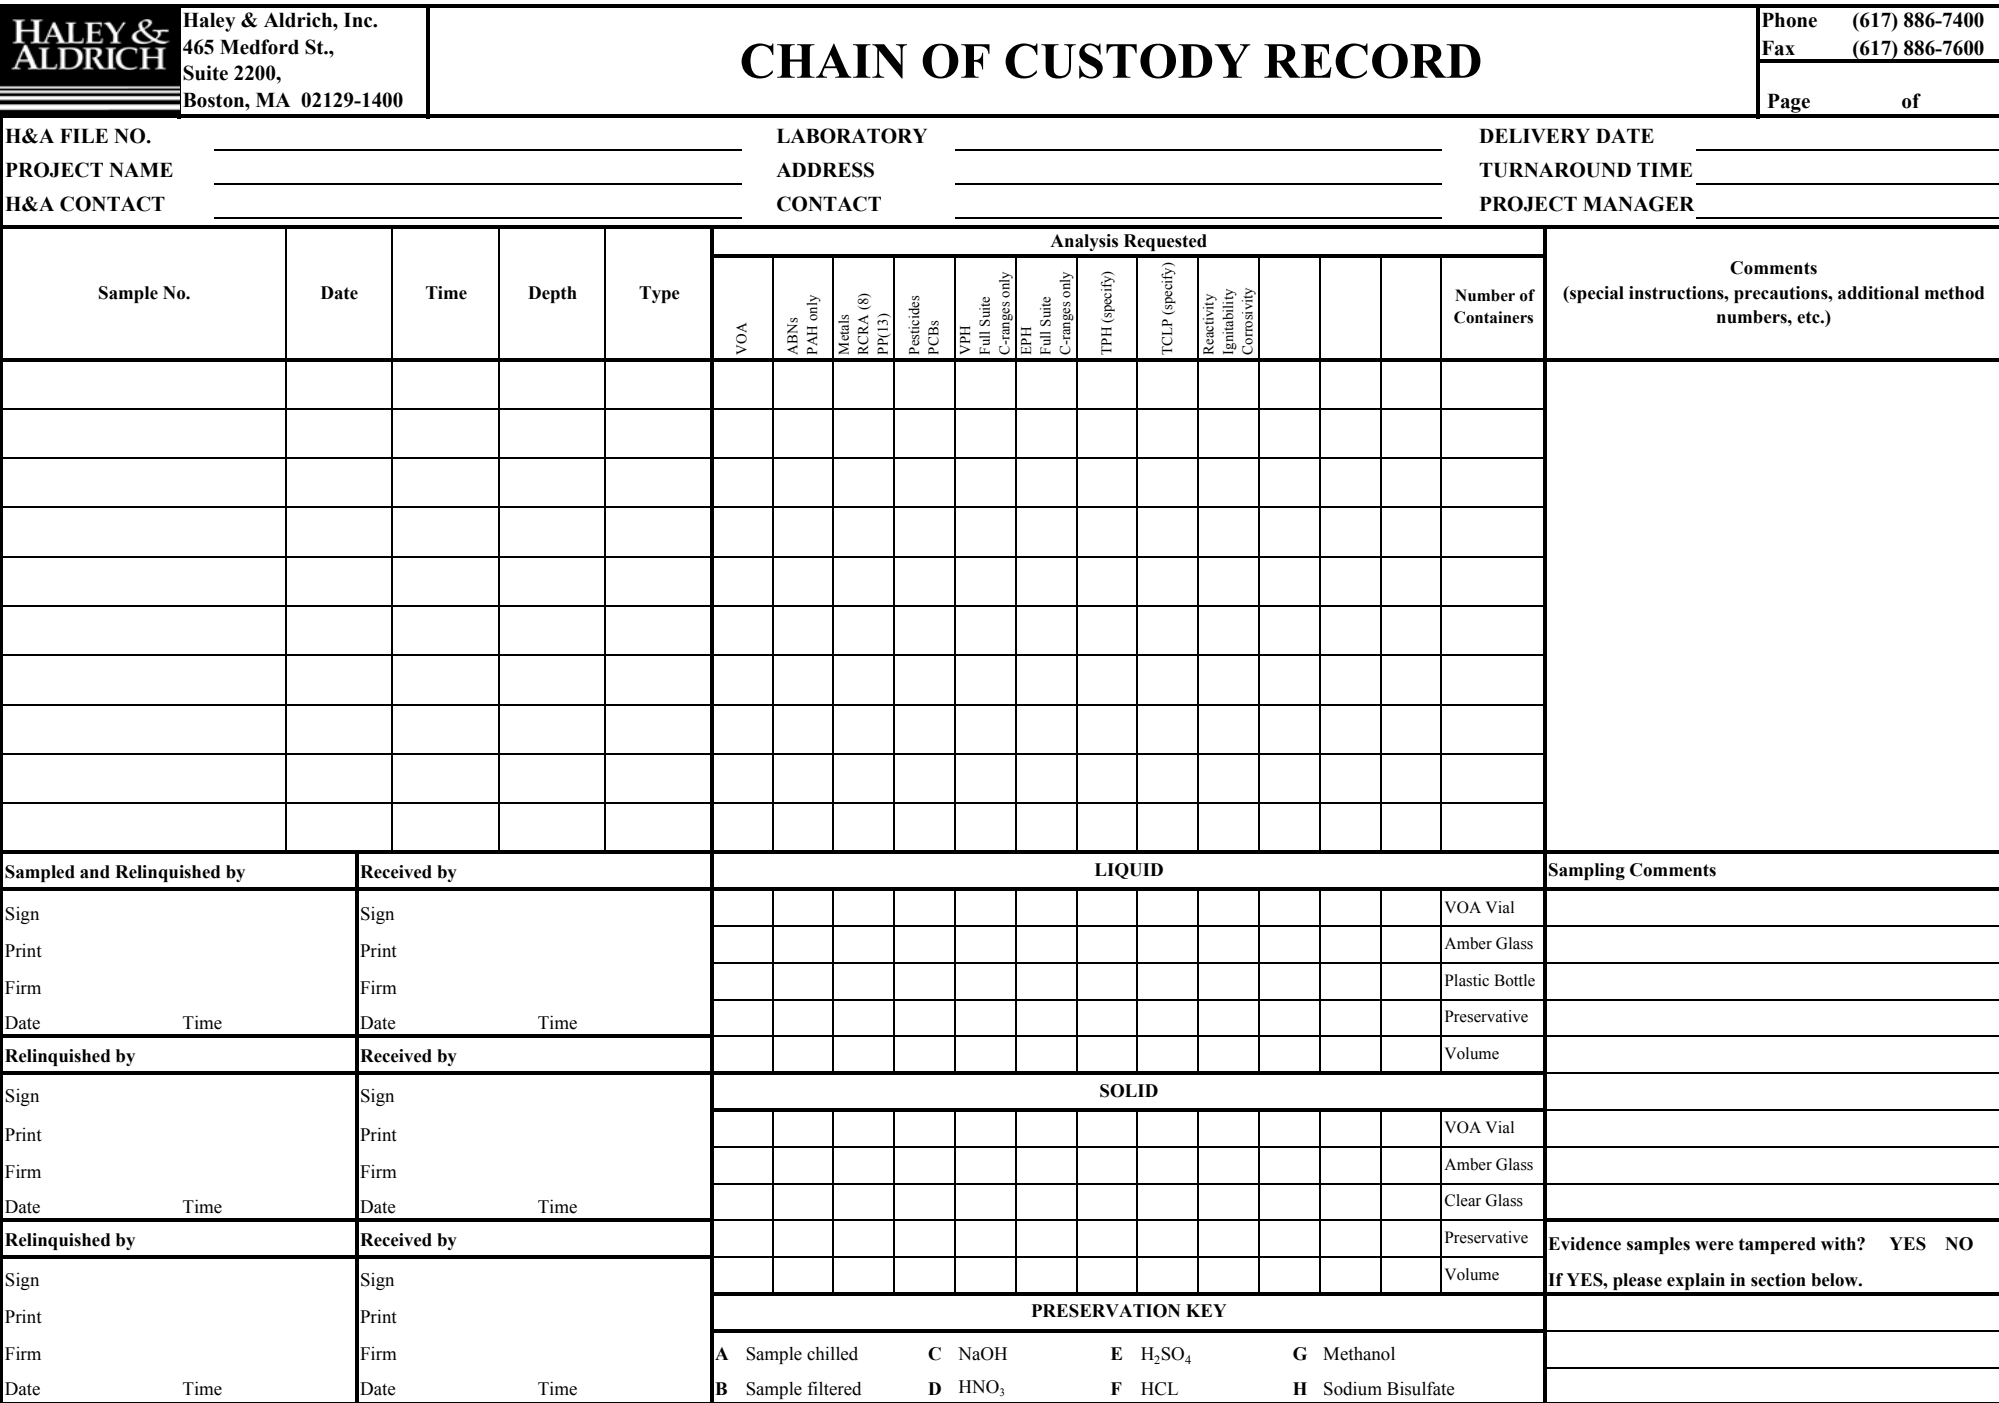 HALEY &
ALDRICH
Haley & Aldrich, Inc.
465 Medford St.,
Suite 2200,
Boston, MA 02129-1400
CHAIN OF CUSTODY RECORD
Phone (617) 886-7400
Fax (617) 886-7600
Page of
H&A FILE NO. LABORATORY DELIVERY DATE
PROJECT NAME ADDRESS TURNAROUND TIME
H&A CONTACT CONTACT PROJECT MANAGER
Sample No.
Date
Time
Depth
Type
Analysis Requested
VOA
ABNs
PAH only
Metals
RCRA (8)
PP(13)
Pesticides
PCBs
VPH
Full Suite
C-ranges only
EPH
Full Suite
C-ranges only
TPH (specify)
TCLP (specify)
Reactivity
Ignitability
Corrosivity
Number of
Containers
Comments
(special instructions, precautions, additional method
numbers, etc.)
Sampled and Relinquished by
Sign
Print
Firm
Date Time
Received by
Sign
Print
Firm
Date Time
Relinquished by
Sign
Print
Firm
Date Time
Received by
Sign
Print
Firm
Date Time
Relinquished by
Sign
Print
Firm
Date Time
Received by
Sign
Print
Firm
Date Time
LIQUID
VOA Vial
Amber Glass
Plastic Bottle
Preservative
Volume
SOLID
VOA Vial
Amber Glass
Clear Glass
Preservative
Volume
PRESERVATION KEY
A Sample chilled C NaOH E H₂SO₄ G Methanol
B Sample filtered D HNO₃ F HCL H Sodium Bisulfate
Sampling Comments
Evidence samples were tampered with? YES NO
If YES, please explain in section below.